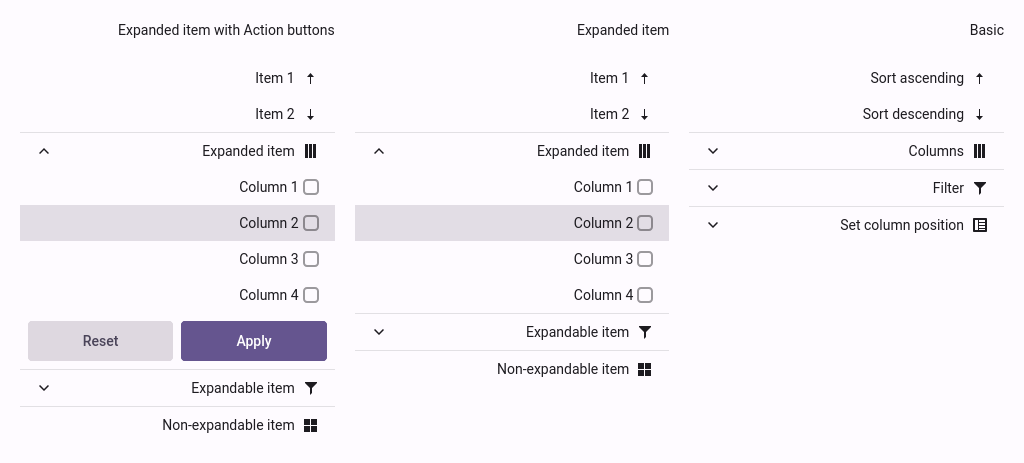 Expanded item with Action buttons
Item 1
Item 2
Expanded item
Column 1
Column 2
Column 3
Column 4
Reset
Apply
Expandable item
Non-expandable item
Expanded item
Item 1
Item 2
Expanded item
Column 1
Column 2
Column 3
Column 4
Expandable item
Non-expandable item
Basic
Sort ascending
Sort descending
Columns
Filter
Set column position